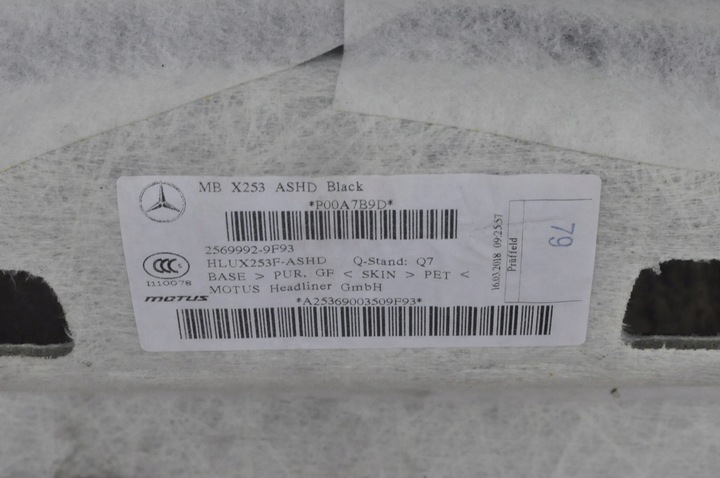 MB X253 ASHD Black
*P00A7B9D*
2569992-9F93
HLUX253F-ASHD Q-Stand: Q7
BASE > PUR, GF < SKIN > PET <
MOTUS Headliner GmbH
*A25369003509F93*
CCC
1110078
MOTUS
16.03.2018 09:25:57
Prüffeld
79